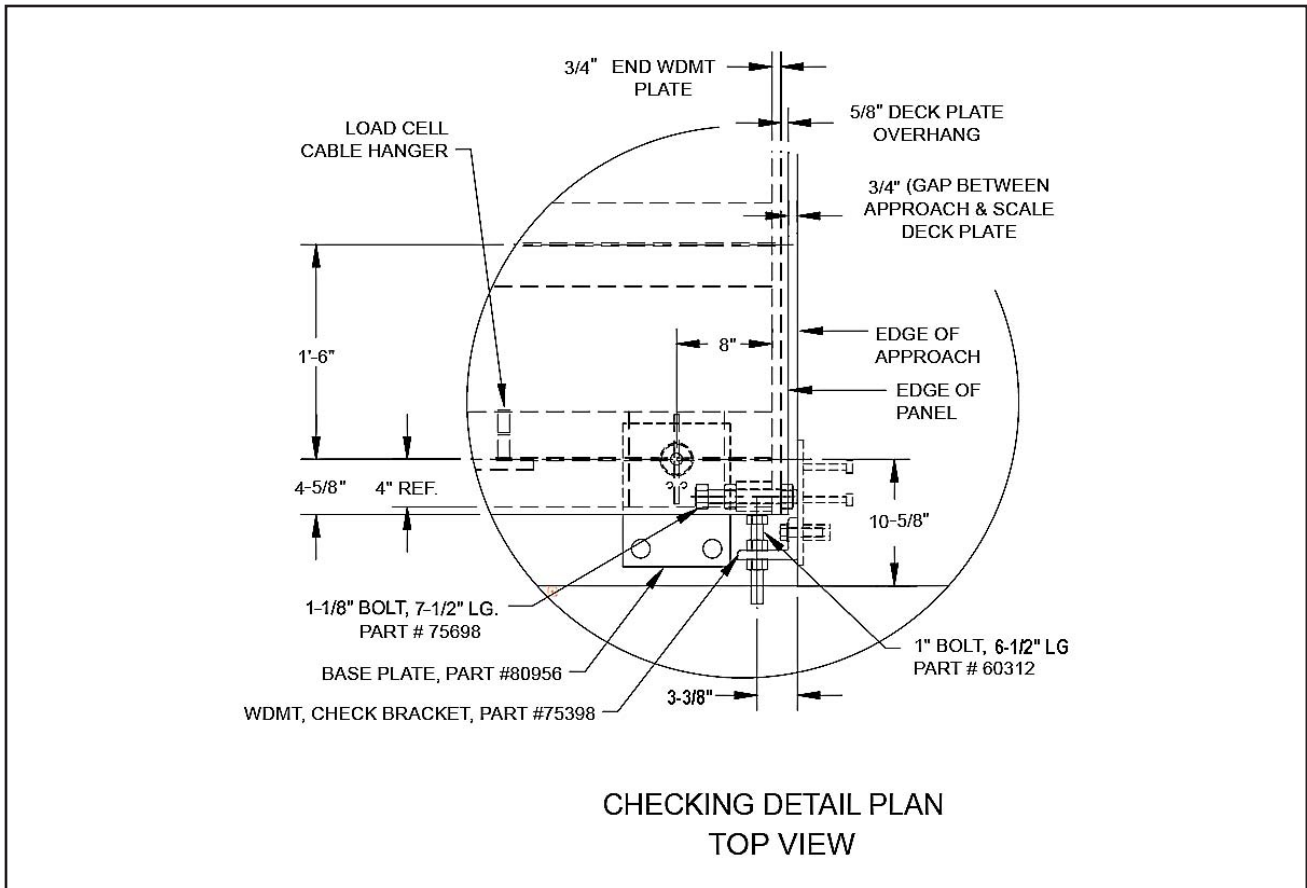 3/4" END WDMT
PLATE
5/8" DECK PLATE
OVERHANG
LOAD CELL
CABLE HANGER
3/4" (GAP BETWEEN
APPROACH & SCALE
DECK PLATE
1'-6"
8"
EDGE OF
APPROACH
EDGE OF
PANEL
4-5/8"
4" REF.
10-5/8"
1-1/8" BOLT, 7-1/2" LG.
PART # 75698
1" BOLT, 6-1/2" LG
PART # 60312
BASE PLATE, PART #80956
3-3/8"
WDMT, CHECK BRACKET, PART #75398
CHECKING DETAIL PLAN
TOP VIEW